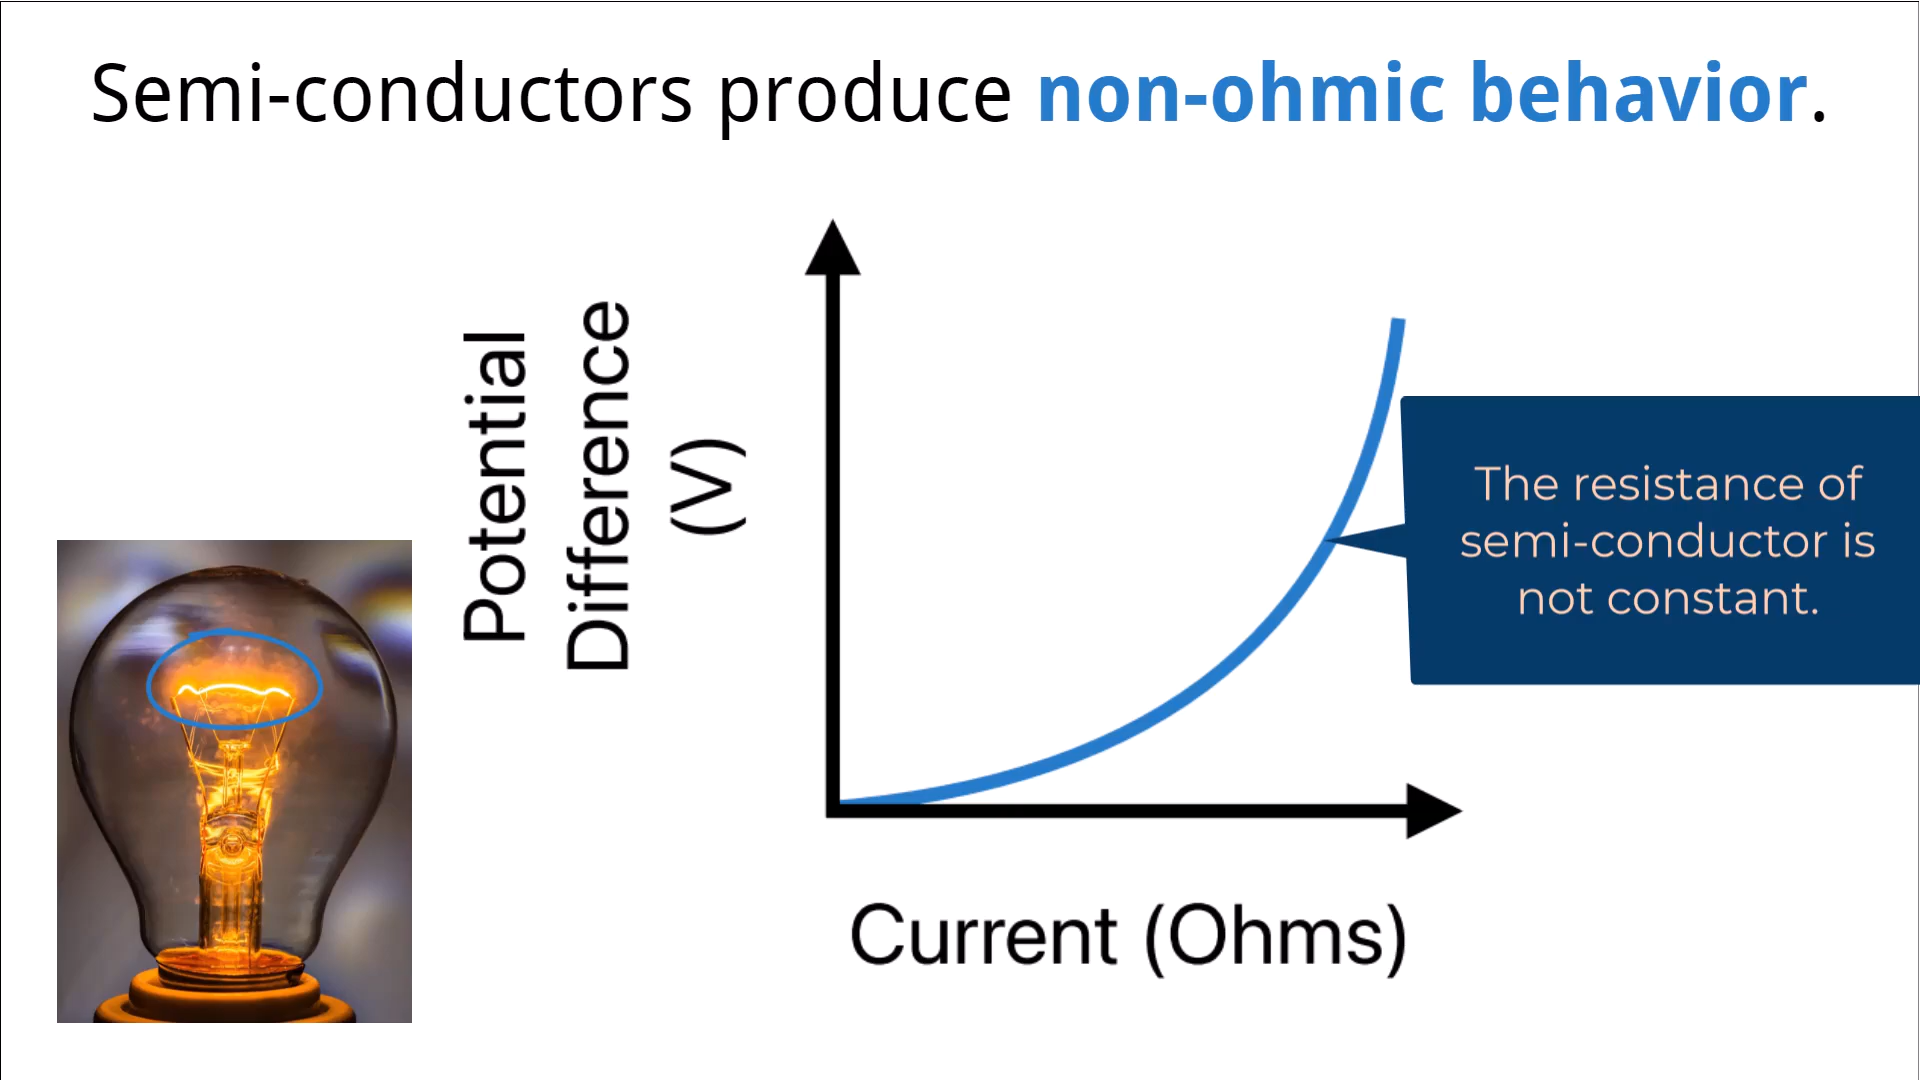 Semi-conductors produce non-ohmic behavior.
Potential
Difference
(V)
The resistance of
semi-conductor is
not constant.
Current (Ohms)